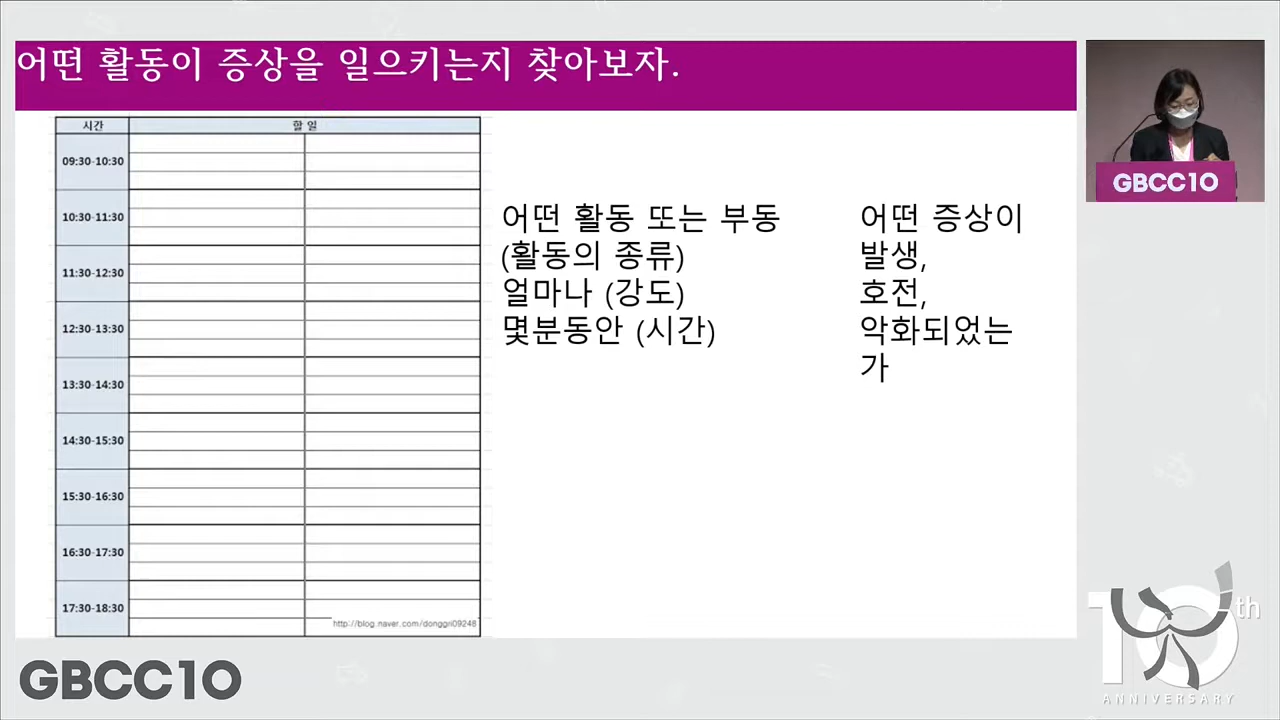 어떤 활동이 증상을 일으키는지 찾아보자.
시간 할 일
09:30-10:30
10:30-11:30
11:30-12:30
12:30-13:30
13:30-14:30
14:30-15:30
15:30-16:30
16:30-17:30
17:30-18:30
http://blog.naver.com/donggri09248
어떤 활동 또는 부동
(활동의 종류)
얼마나 (강도)
몇분동안 (시간)
어떤 증상이
발생,
호전,
악화되었는
가
GBCC10
GBCC10
10th
ANNIVERSARY